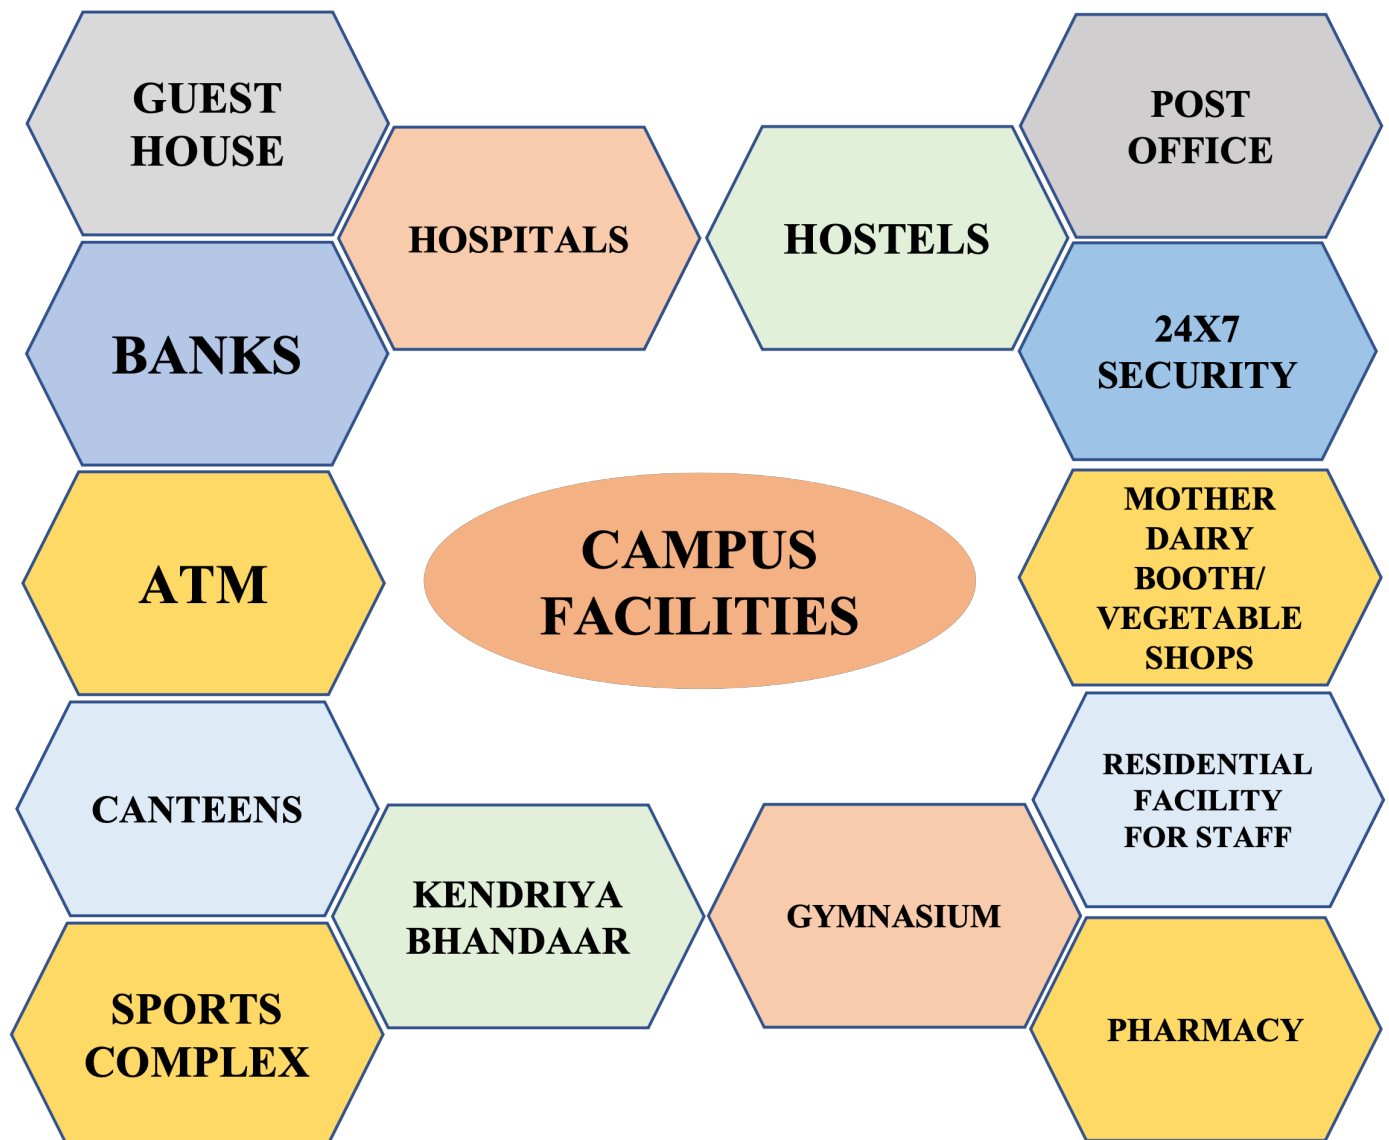 GUEST
HOUSE
POST
OFFICE
HOSPITALS
HOSTELS
BANKS
24X7
SECURITY
ATM
CAMPUS
FACILITIES
MOTHER
DAIRY
BOOTH/
VEGETABLE
SHOPS
CANTEENS
RESIDENTIAL
FACILITY
FOR STAFF
KENDRIYA
BHANDAAR
GYMNASIUM
SPORTS
COMPLEX
PHARMACY